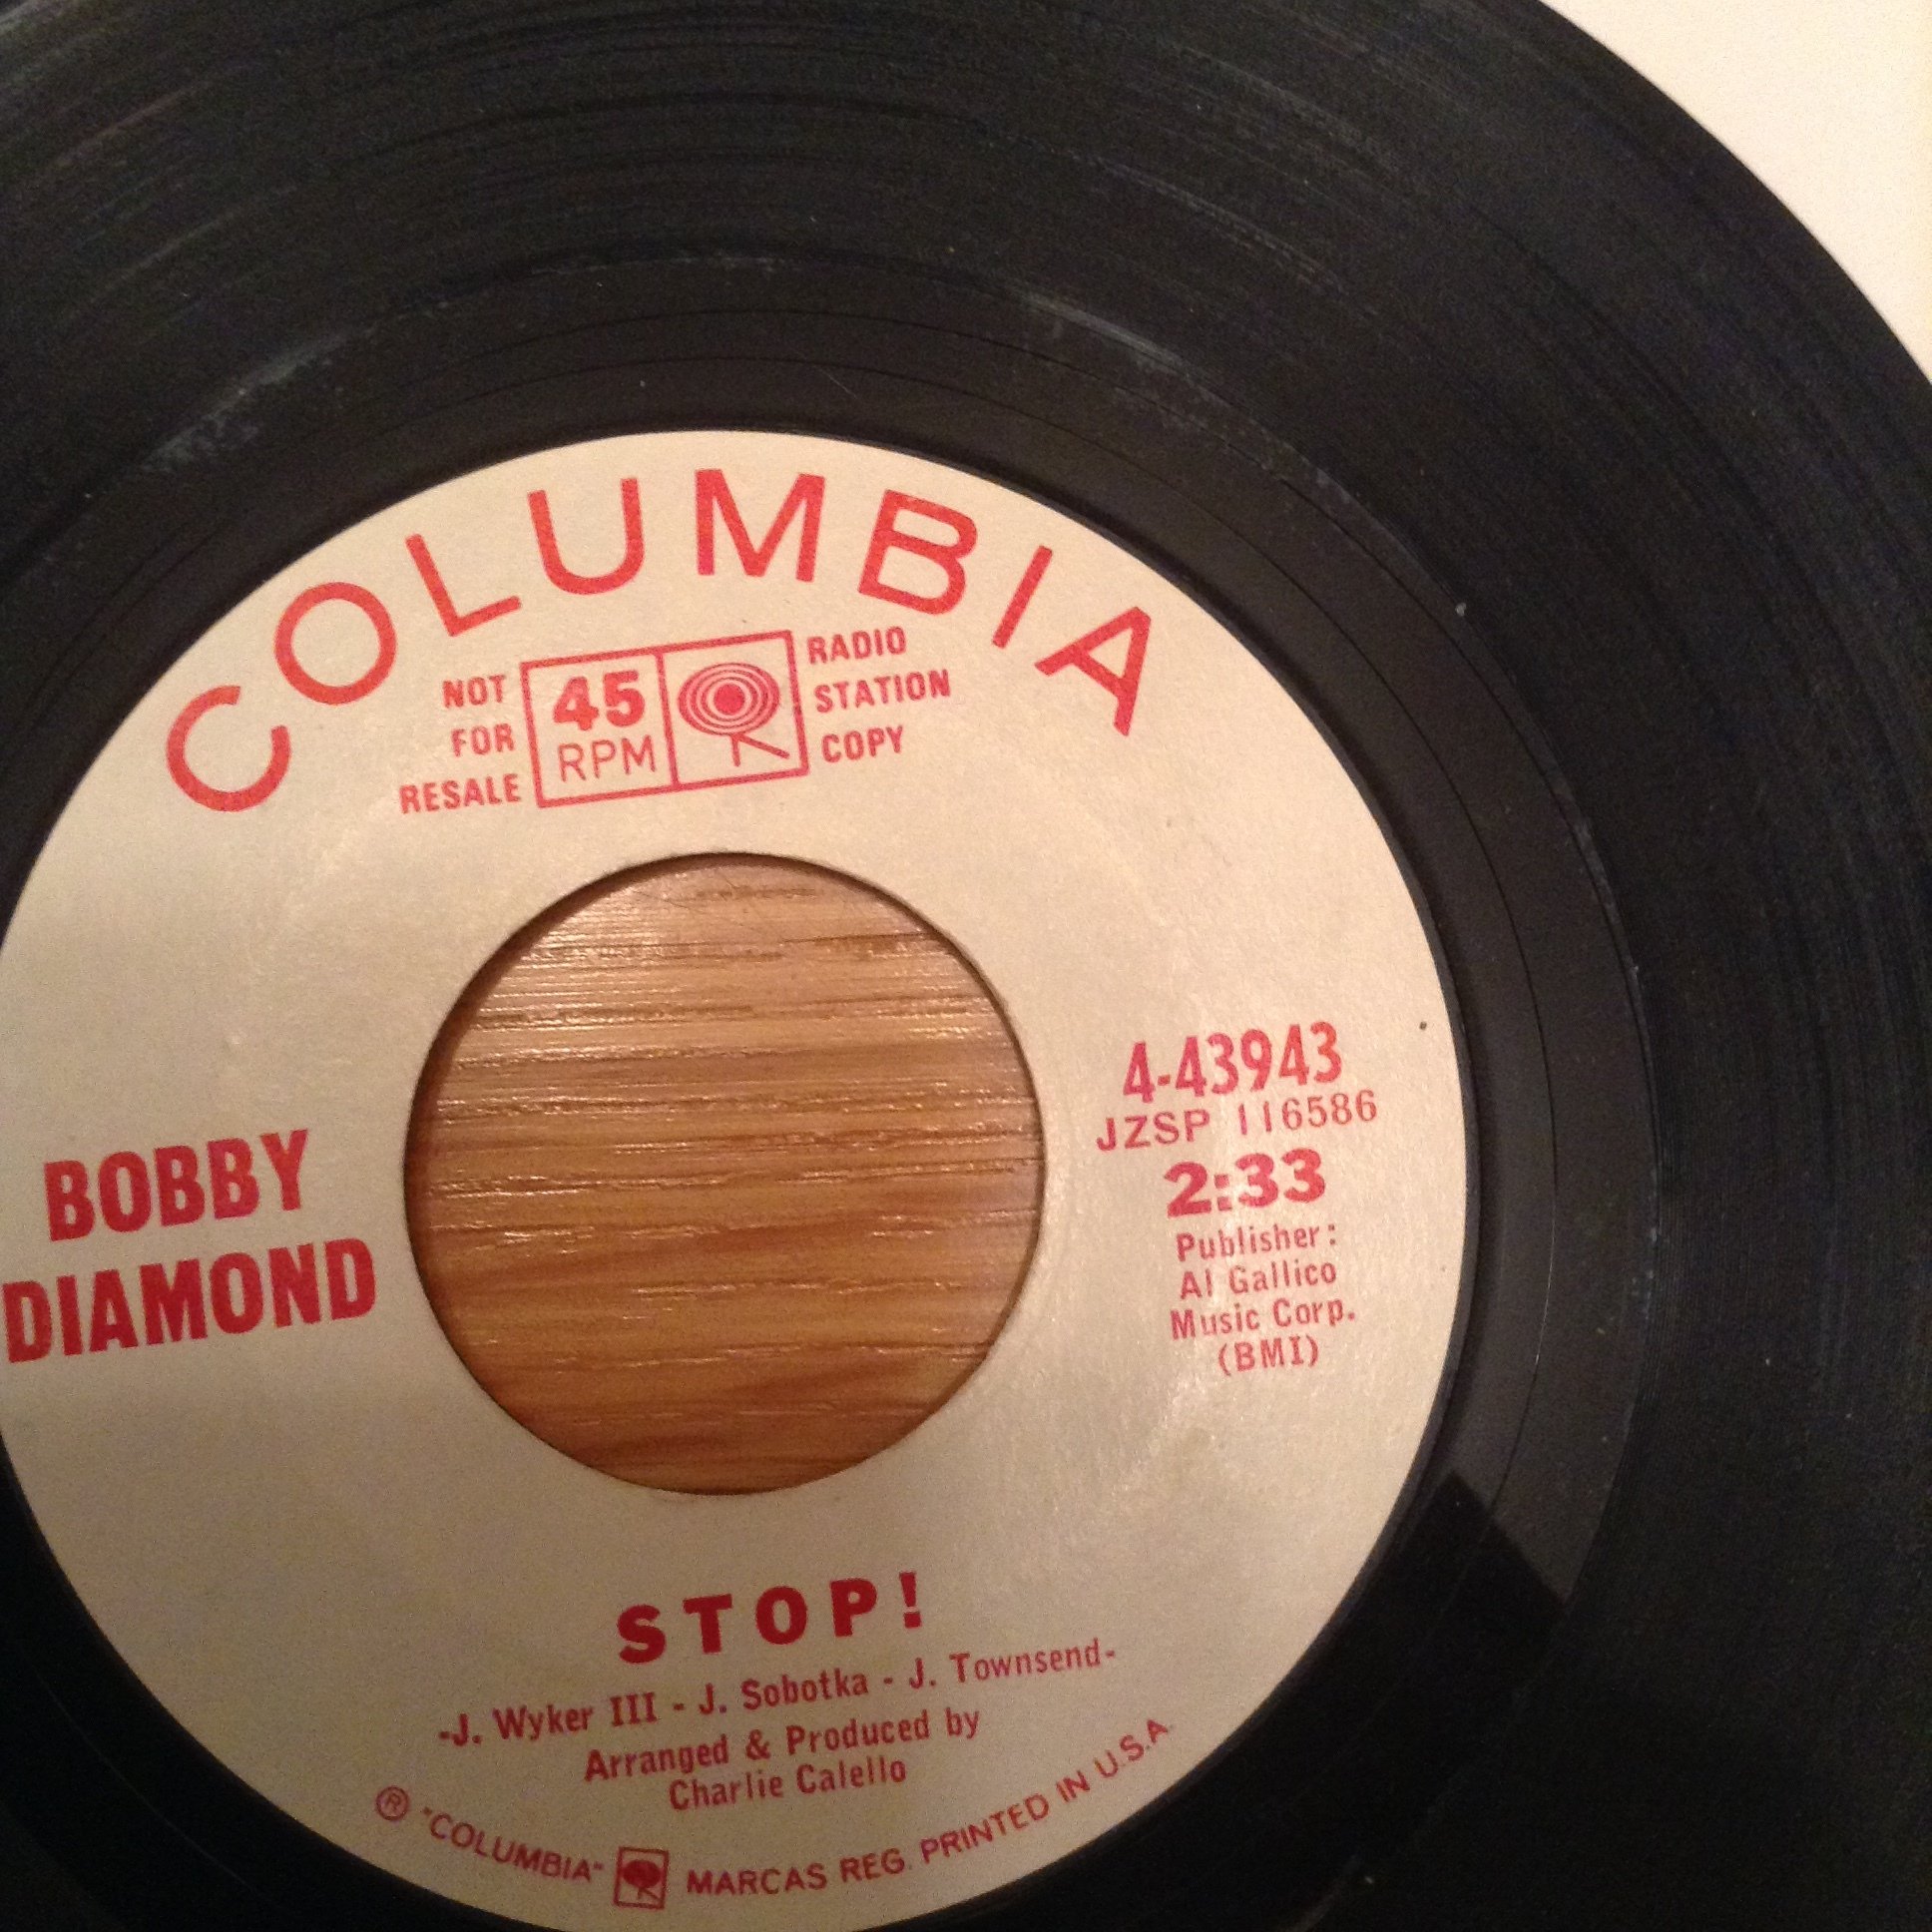 COLUMBIA
NOT
FOR
RESALE
45
RPM
RADIO
STATION
COPY
BOBBY
DIAMOND
4-43943
JZSP 116586
2:33
Publisher:
Al Gallico
Music Corp.
(BMI)
STOP!
-J. Wyker III - J. Sobotka - J. Townsend-
Arranged & Produced by
Charlie Calello
® "COLUMBIA" MARCAS REG. PRINTED IN U.S.A.